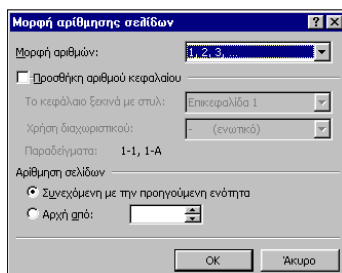 Μορφή αρίθμησης σελίδων
Μορφή αριθμών: 1, 2, 3, ...
Προσθήκη αριθμού κεφαλαίου
Το κεφάλαιο ξεκινά με στυλ: Επικεφαλίδα 1
Χρήση διαχωριστικού: - (ενωτικό)
Παραδείγματα: 1-1, 1-A
Αρίθμηση σελίδων
Συνεχόμενη με την προηγούμενη ενότητα
Αρχή από:
OK Άκυρο